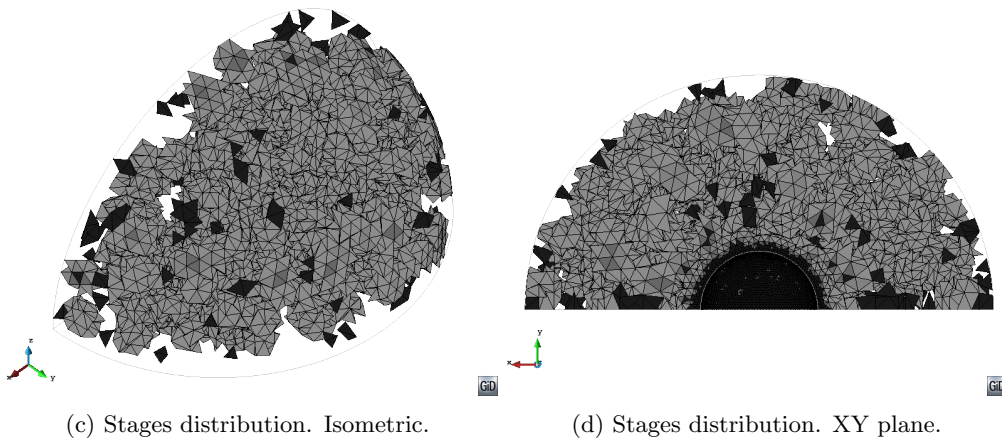 z
x
y
GiD
y
x
z
GiD
(c) Stages distribution. Isometric.
(d) Stages distribution. XY plane.